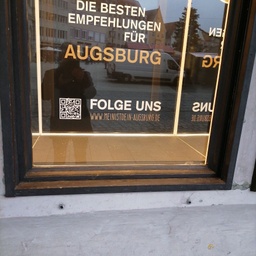 DIE BESTEN
EMPFEHLUNGEN
FÜR
AUGSBURG
FOLGE UNS